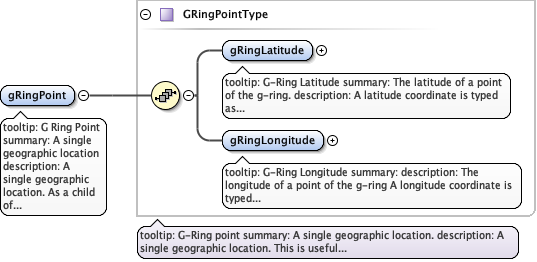 GRingPointType
gRingLatitude
tooltip: G-Ring Latitude summary: The latitude of a point
of the g-ring. description: A latitude coordinate is typed
as...
gRingPoint
tooltip: G Ring Point
summary: A single
geographic location
description: A
single geographic
location. As a child
of...
gRingLongitude
tooltip: G-Ring Longitude summary: description: The
longitude of a point of the g-ring A longitude coordinate is
typed...
tooltip: G-Ring point summary: A single geographic location. description: A
single geographic location. This is useful...